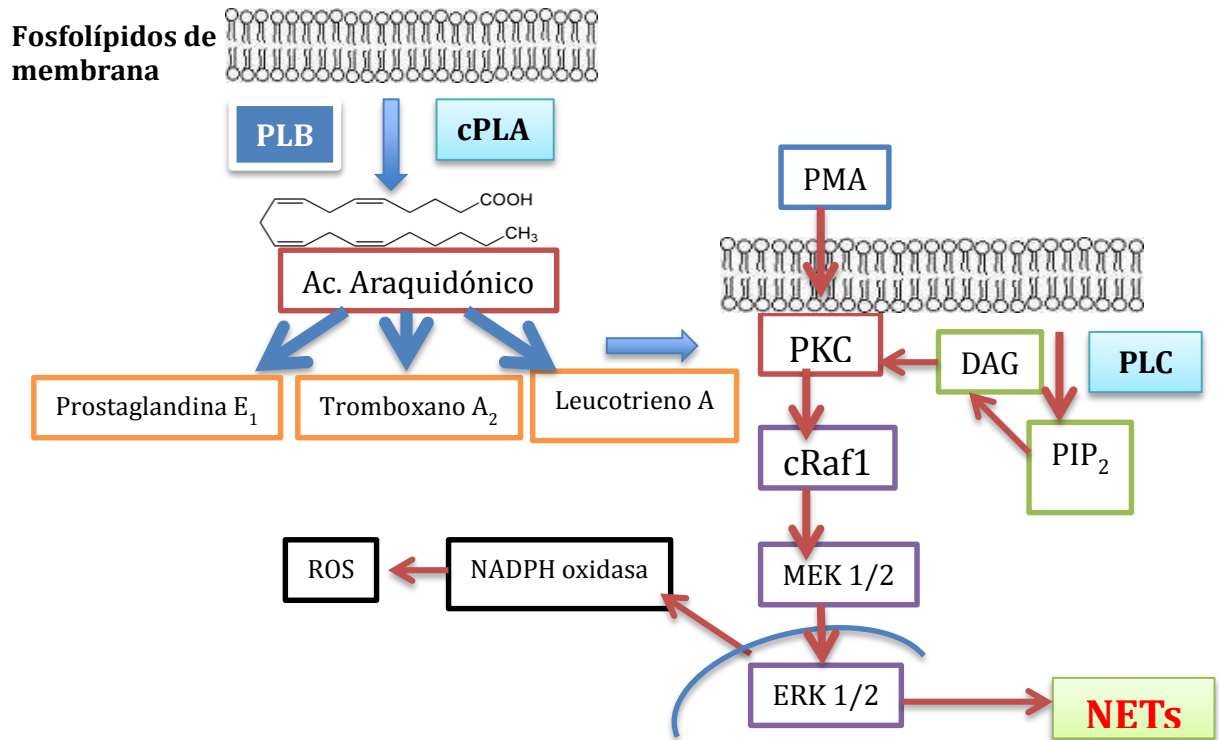 Fosfolípidos de
membrana
PLB
cPLA
COOH
CH₃
Ac. Araquidónico
Prostaglandina E₁
Tromboxano A₂
Leucotrieno A
PMA
PKC
DAG
PLC
PIP₂
cRaf1
MEK 1/2
ROS
NADPH oxidasa
ERK 1/2
NETs